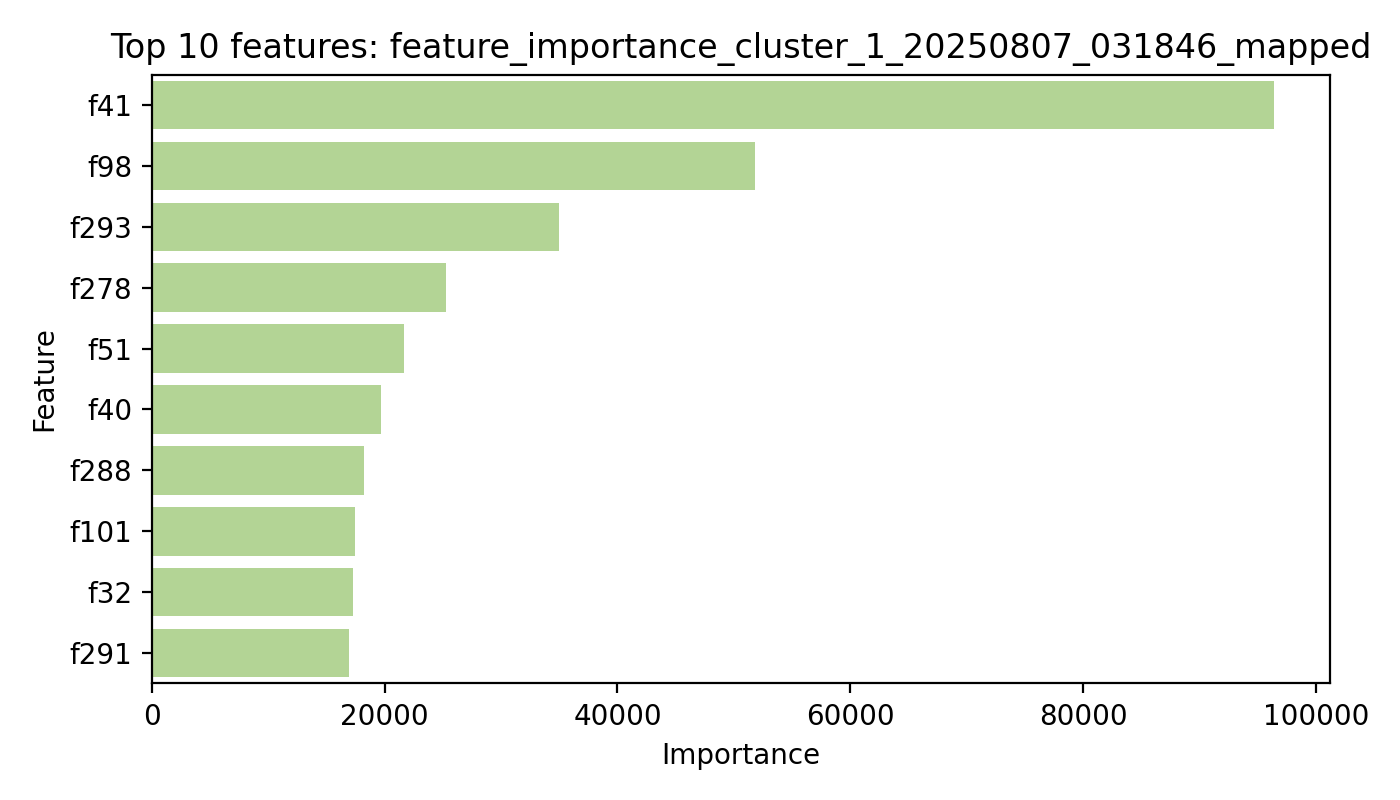 Top 10 features: feature_importance_cluster_1_20250807_031846_mapped
f41
f98
f293
f278
f51
f40
f288
f101
f32
f291
Feature
0 20000 40000 60000 80000 100000
Importance